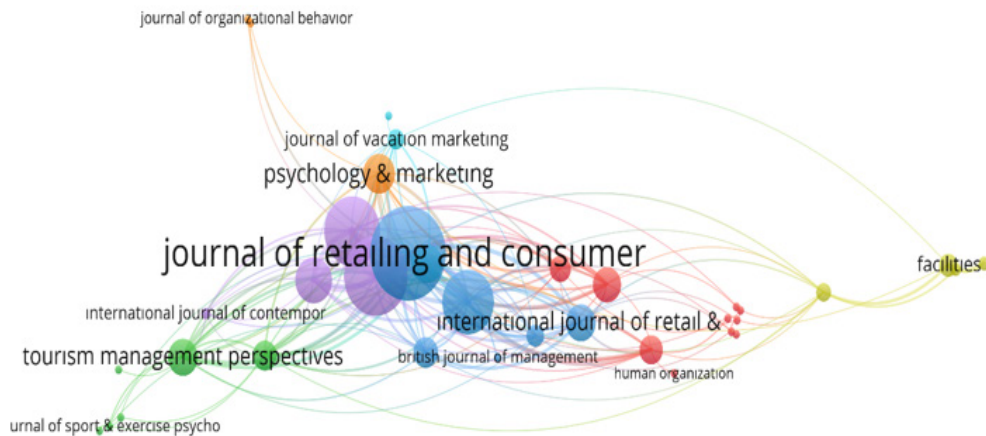 journal of organizational behavior
journal of vacation marketing
psychology & marketing
journal of retailing and consumer
facilities
international journal of contempor
international journal of retail &
tourism management perspectives
british journal of management
human organization
urnal of sport & exercise psycho